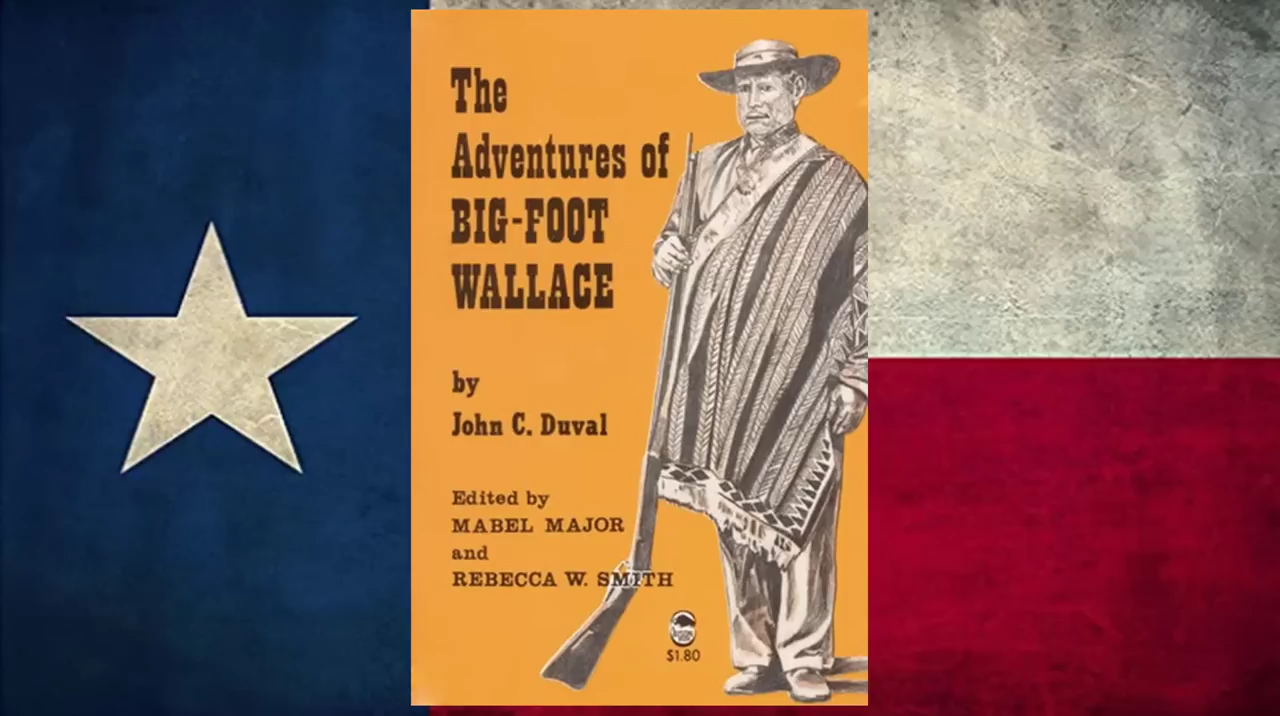 The
Adventures of
BIG-FOOT
WALLACE
by
John C. Duval
Edited by
MABEL MAJOR
and
REBECCA W. SMITH
$1.80